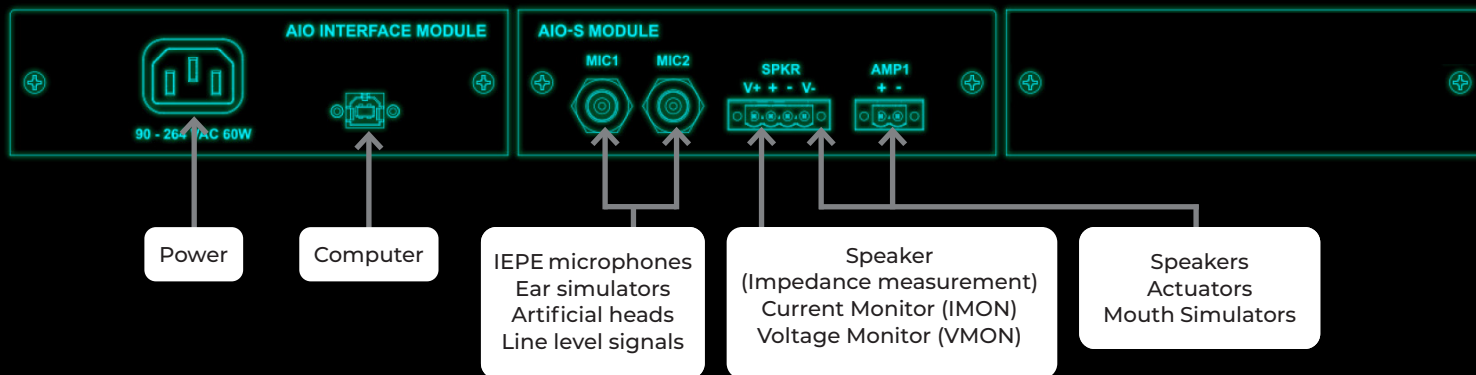 AIO INTERFACE MODULE
90 - 264 VAC 60W
AIO-S MODULE
MIC1
MIC2
SPKR
V+ + - V-
AMP1
+ -
Power
Computer
IEPE microphones
Ear simulators
Artificial heads
Line level signals
Speaker
(Impedance measurement)
Current Monitor (IMON)
Voltage Monitor (VMON)
Speakers
Actuators
Mouth Simulators